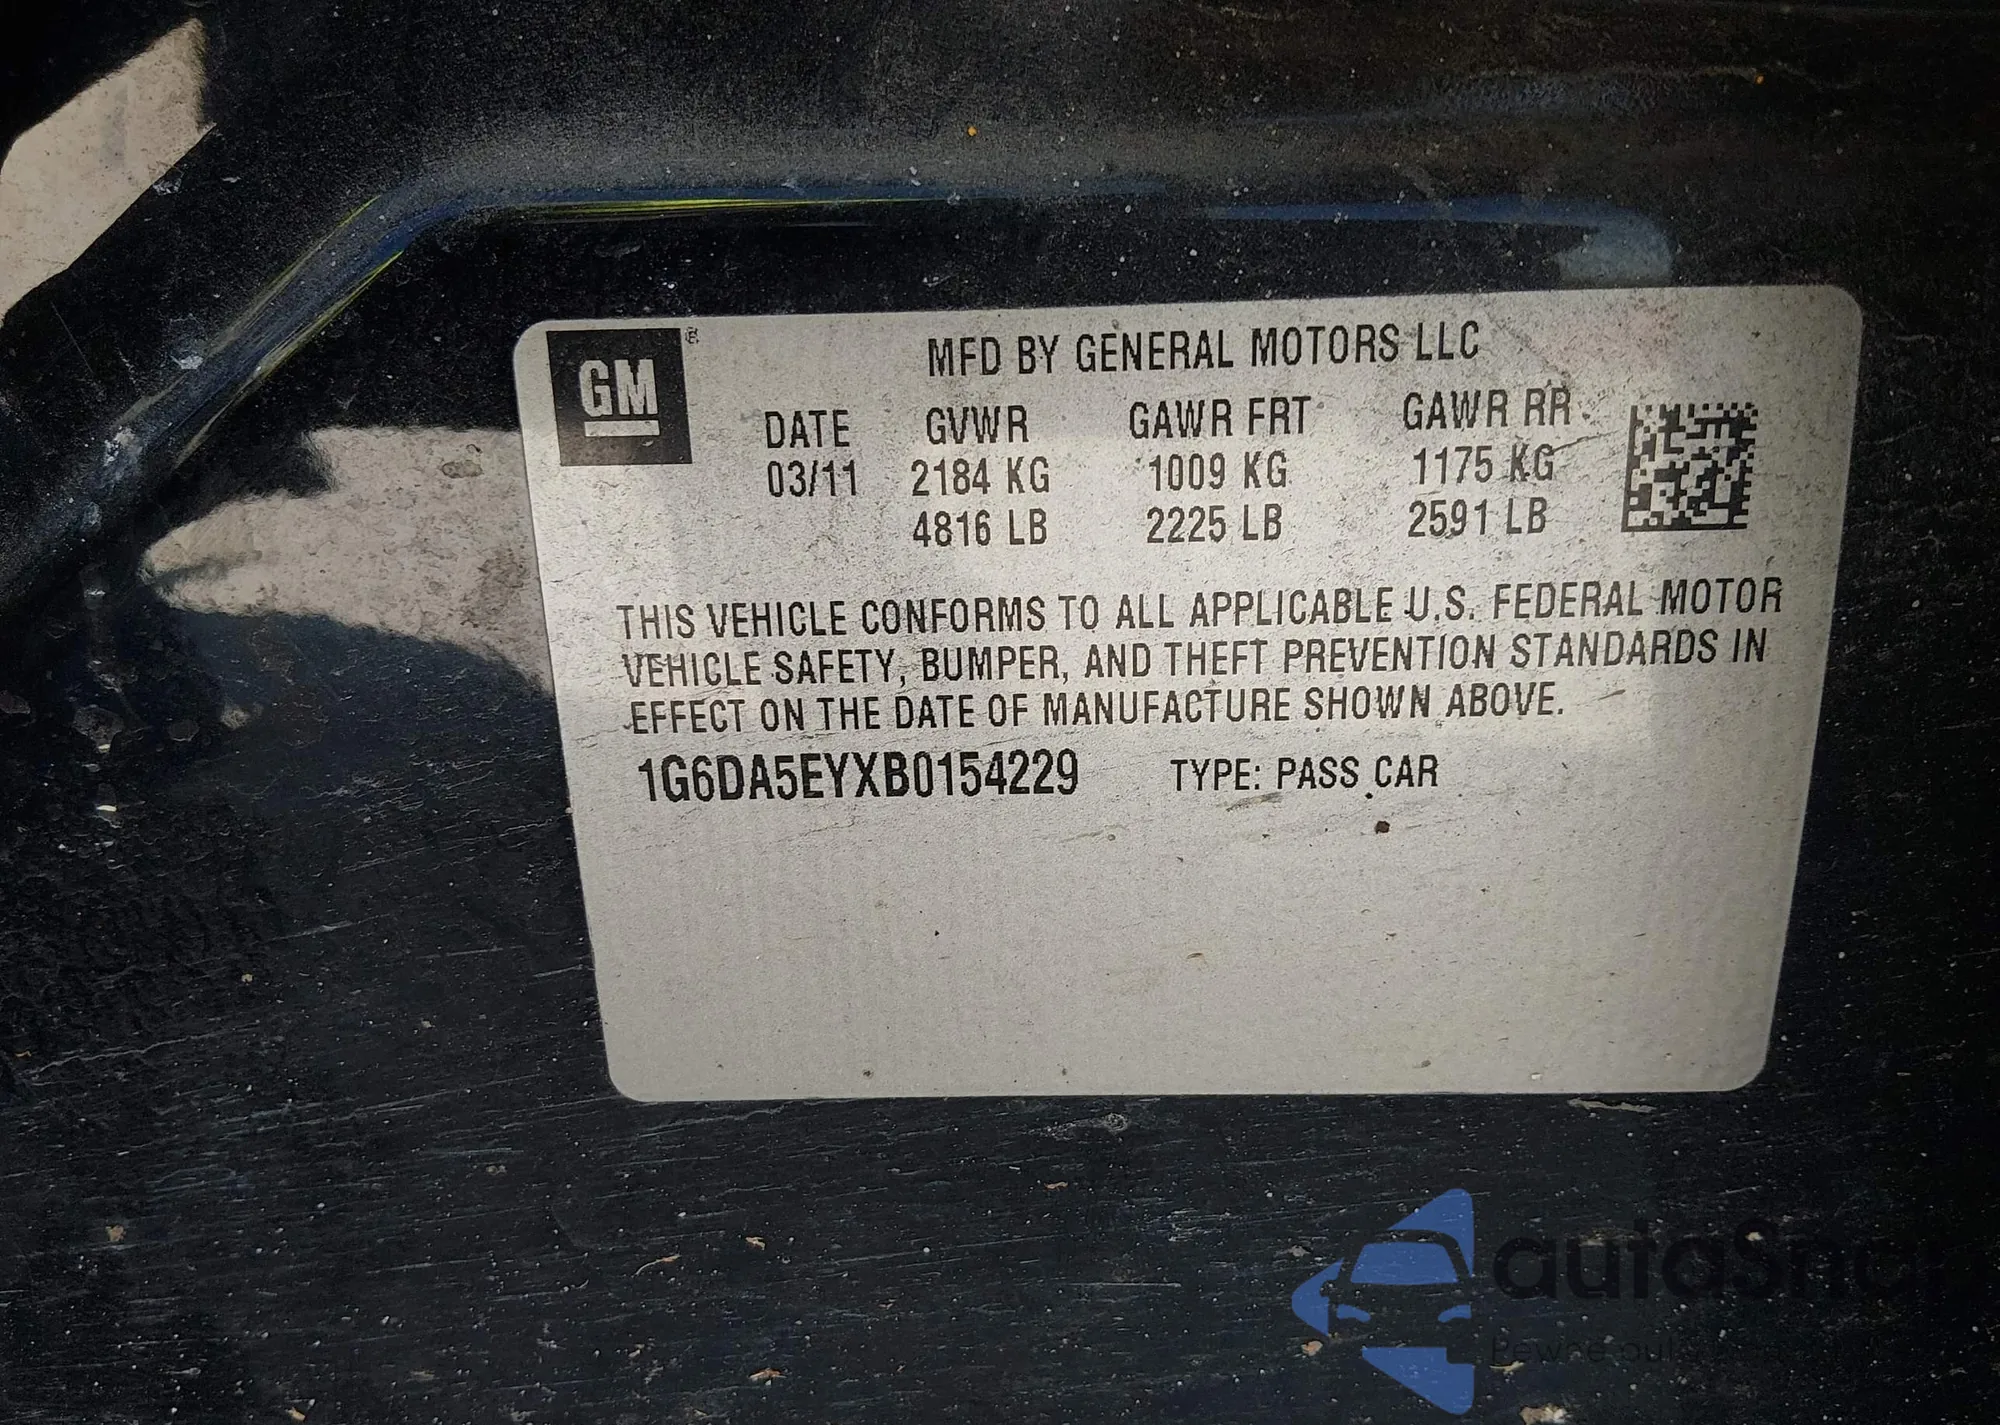 GM
MFD BY GENERAL MOTORS LLC
DATE GVWR GAWR FRT GAWR RR
03/11 2184 KG 1009 KG 1175 KG
4816 LB 2225 LB 2591 LB
THIS VEHICLE CONFORMS TO ALL APPLICABLE U.S. FEDERAL MOTOR
VEHICLE SAFETY, BUMPER, AND THEFT PREVENTION STANDARDS IN
EFFECT ON THE DATE OF MANUFACTURE SHOWN ABOVE.
1G6DA5EYXB0154229 TYPE: PASS CAR